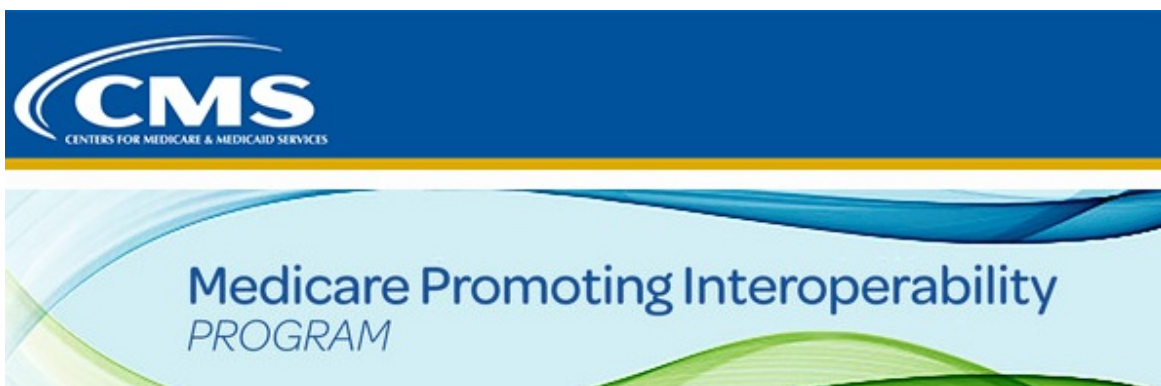 CMS
CENTERS FOR MEDICARE & MEDICAID SERVICES
Medicare Promoting Interoperability
PROGRAM